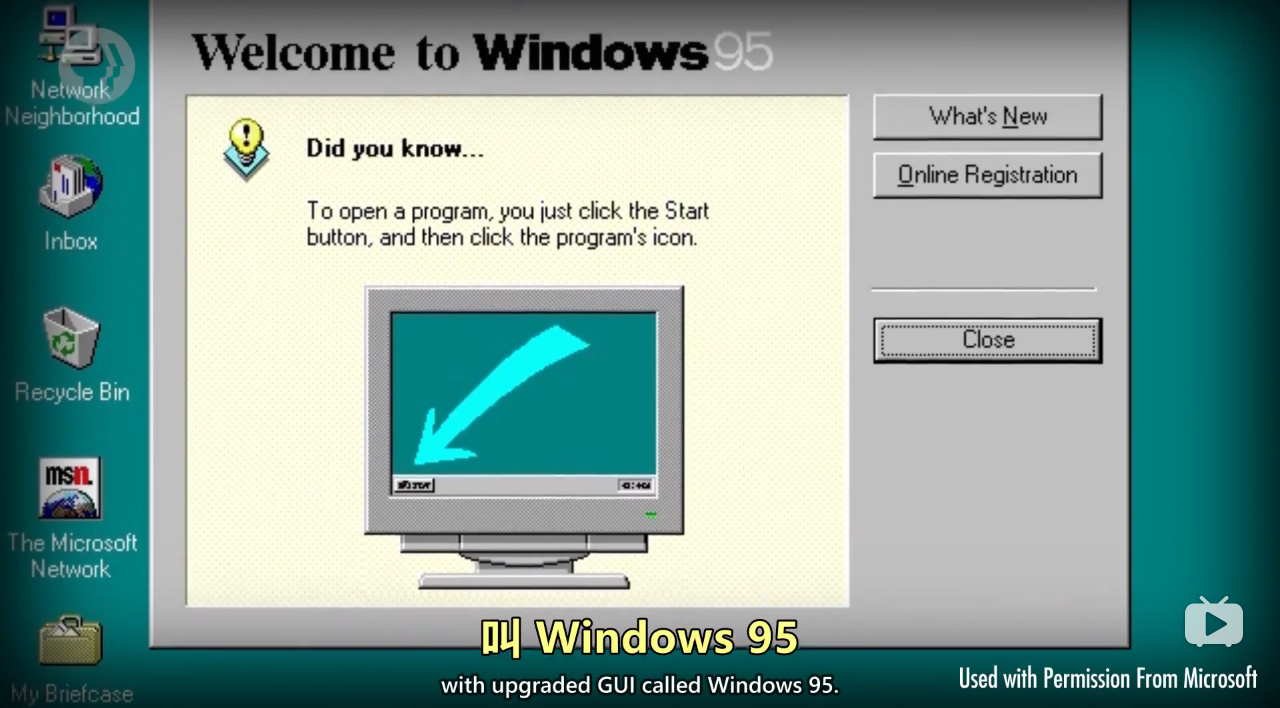 Network
Neighborhood
Inbox
Recycle Bin
msn.
The Microsoft
Network
My Briefcase
Welcome to Windows 95
Did you know...
To open a program, you just click the Start
button, and then click the program's icon.
What's New
Online Registration
Close
叫 Windows 95
with upgraded GUI called Windows 95.
Used with Permission From Microsoft